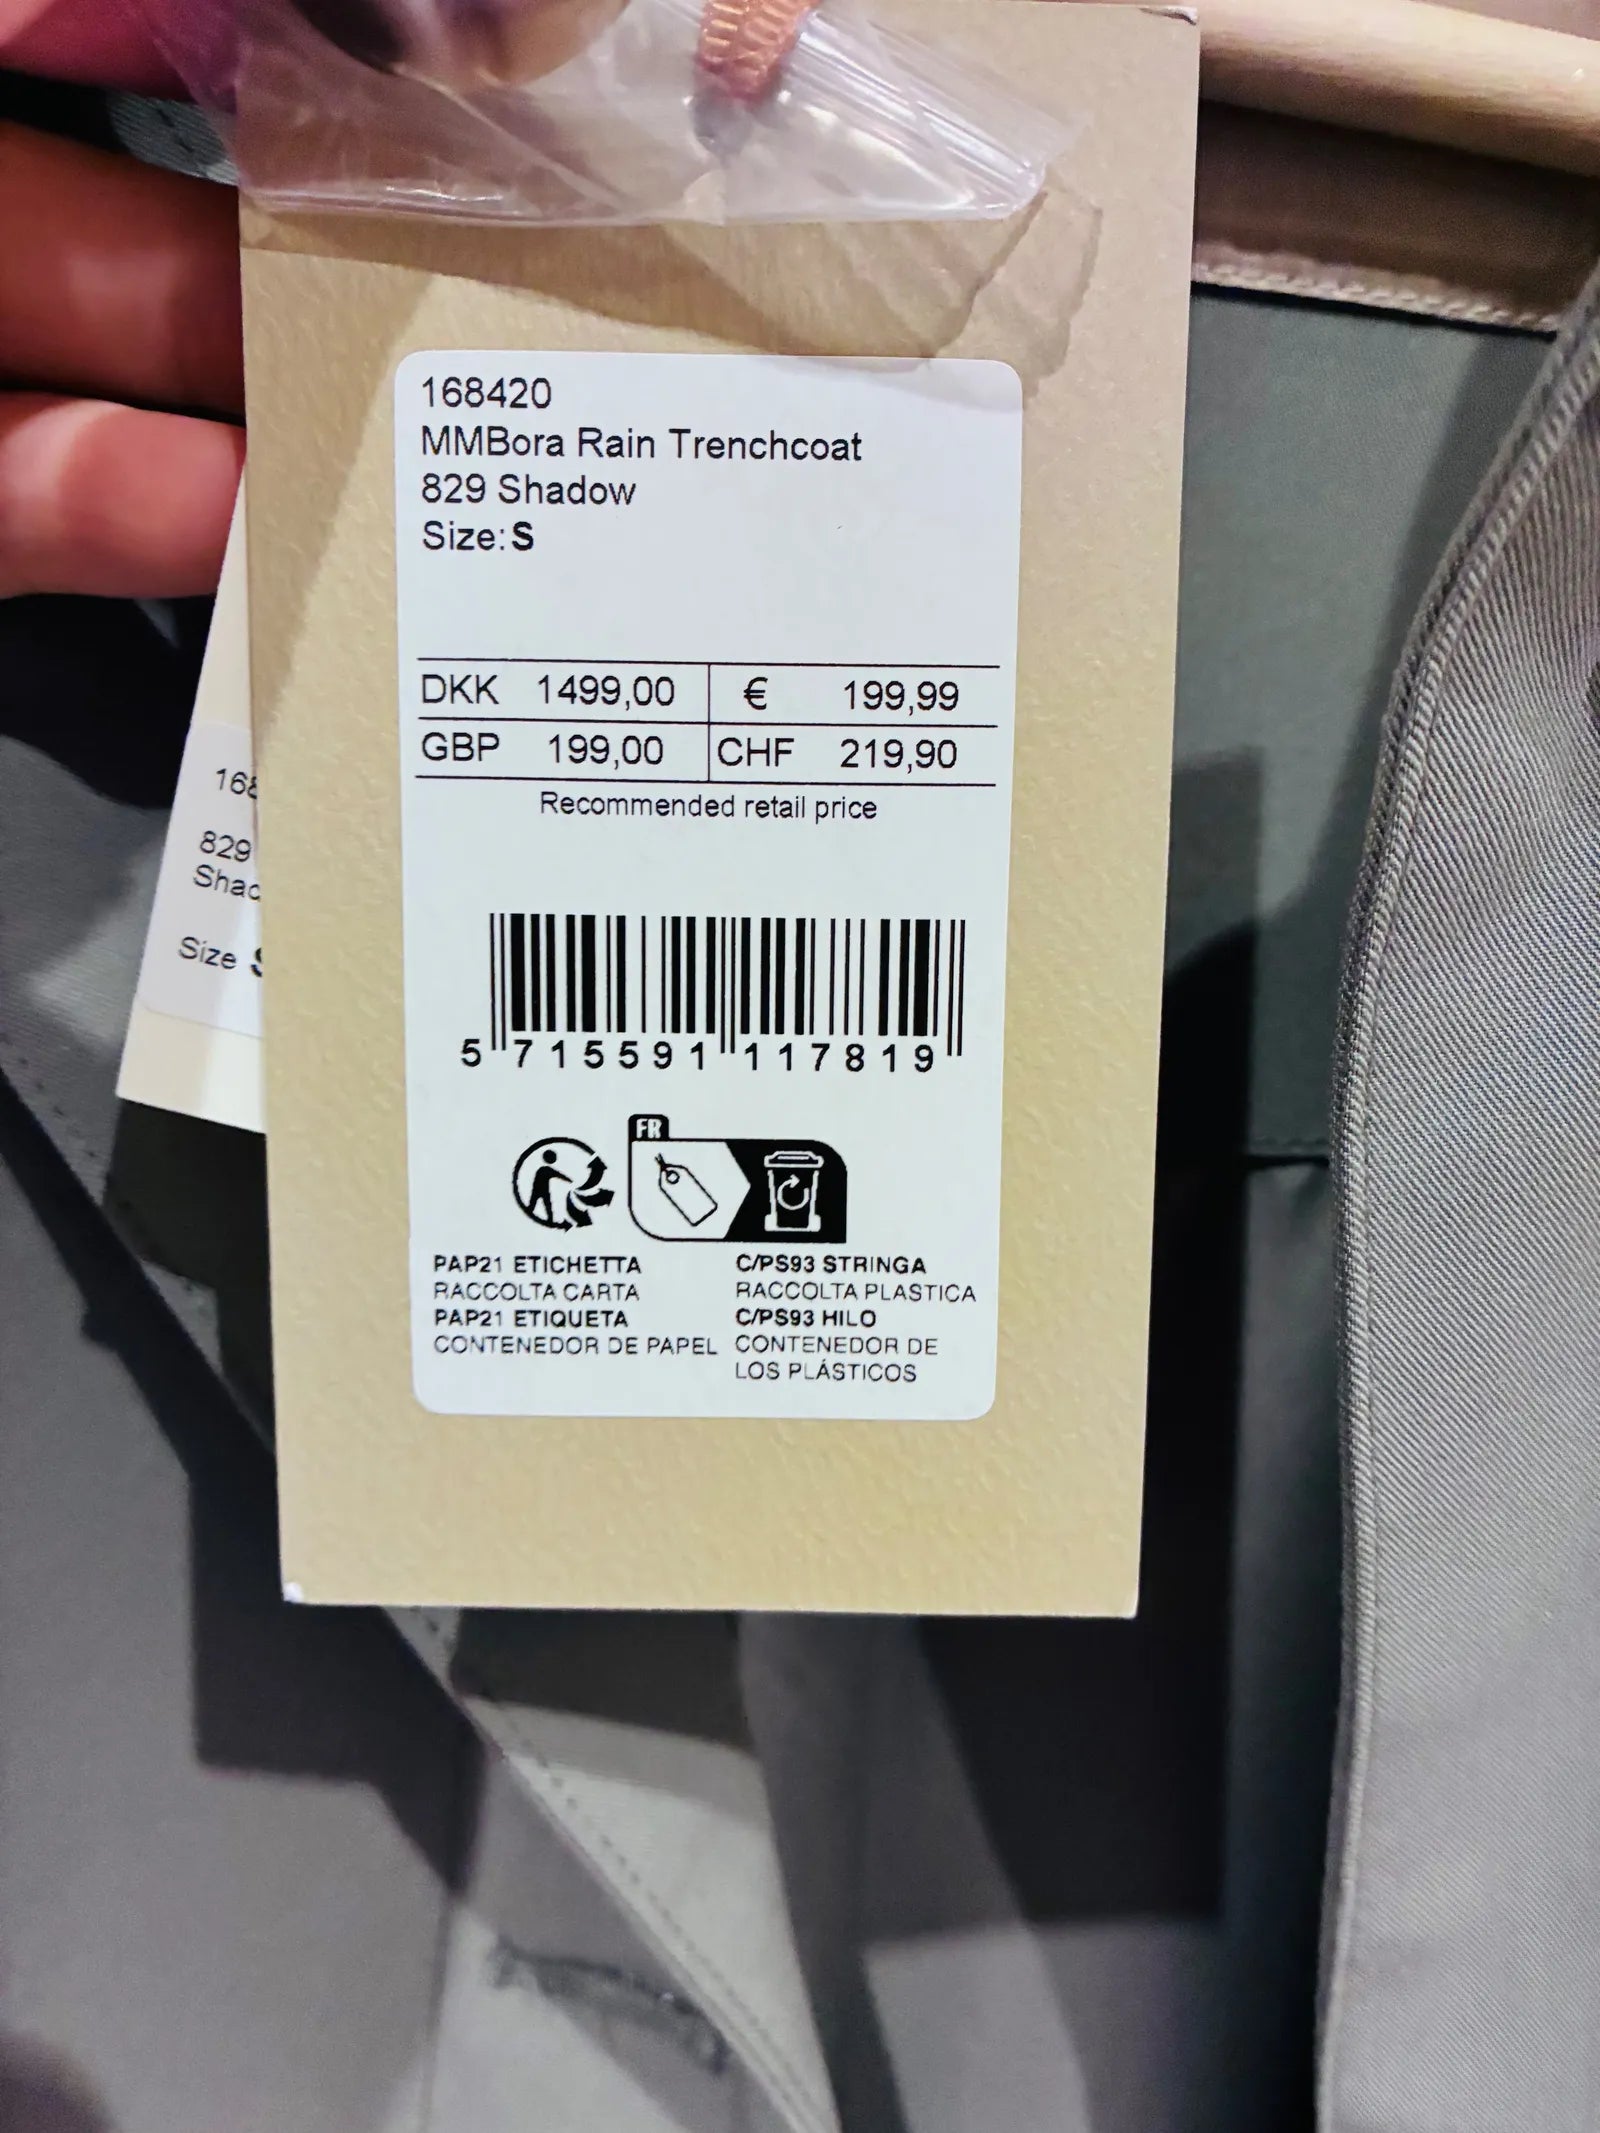 168420
MMBora Rain Trenchcoat
829 Shadow
Size: S
DKK 1499,00 € 199,99
GBP 199,00 CHF 219,90
Recommended retail price
5 715591 117819
FR
PAP21 ETICHETTA
RACCOLTA CARTA
PAP21 ETIQUETA
CONTENEDOR DE PAPEL
C/PS93 STRINGA
RACCOLTA PLASTICA
C/PS93 HILO
CONTENEDOR DE
LOS PLÁSTICOS
829
Size